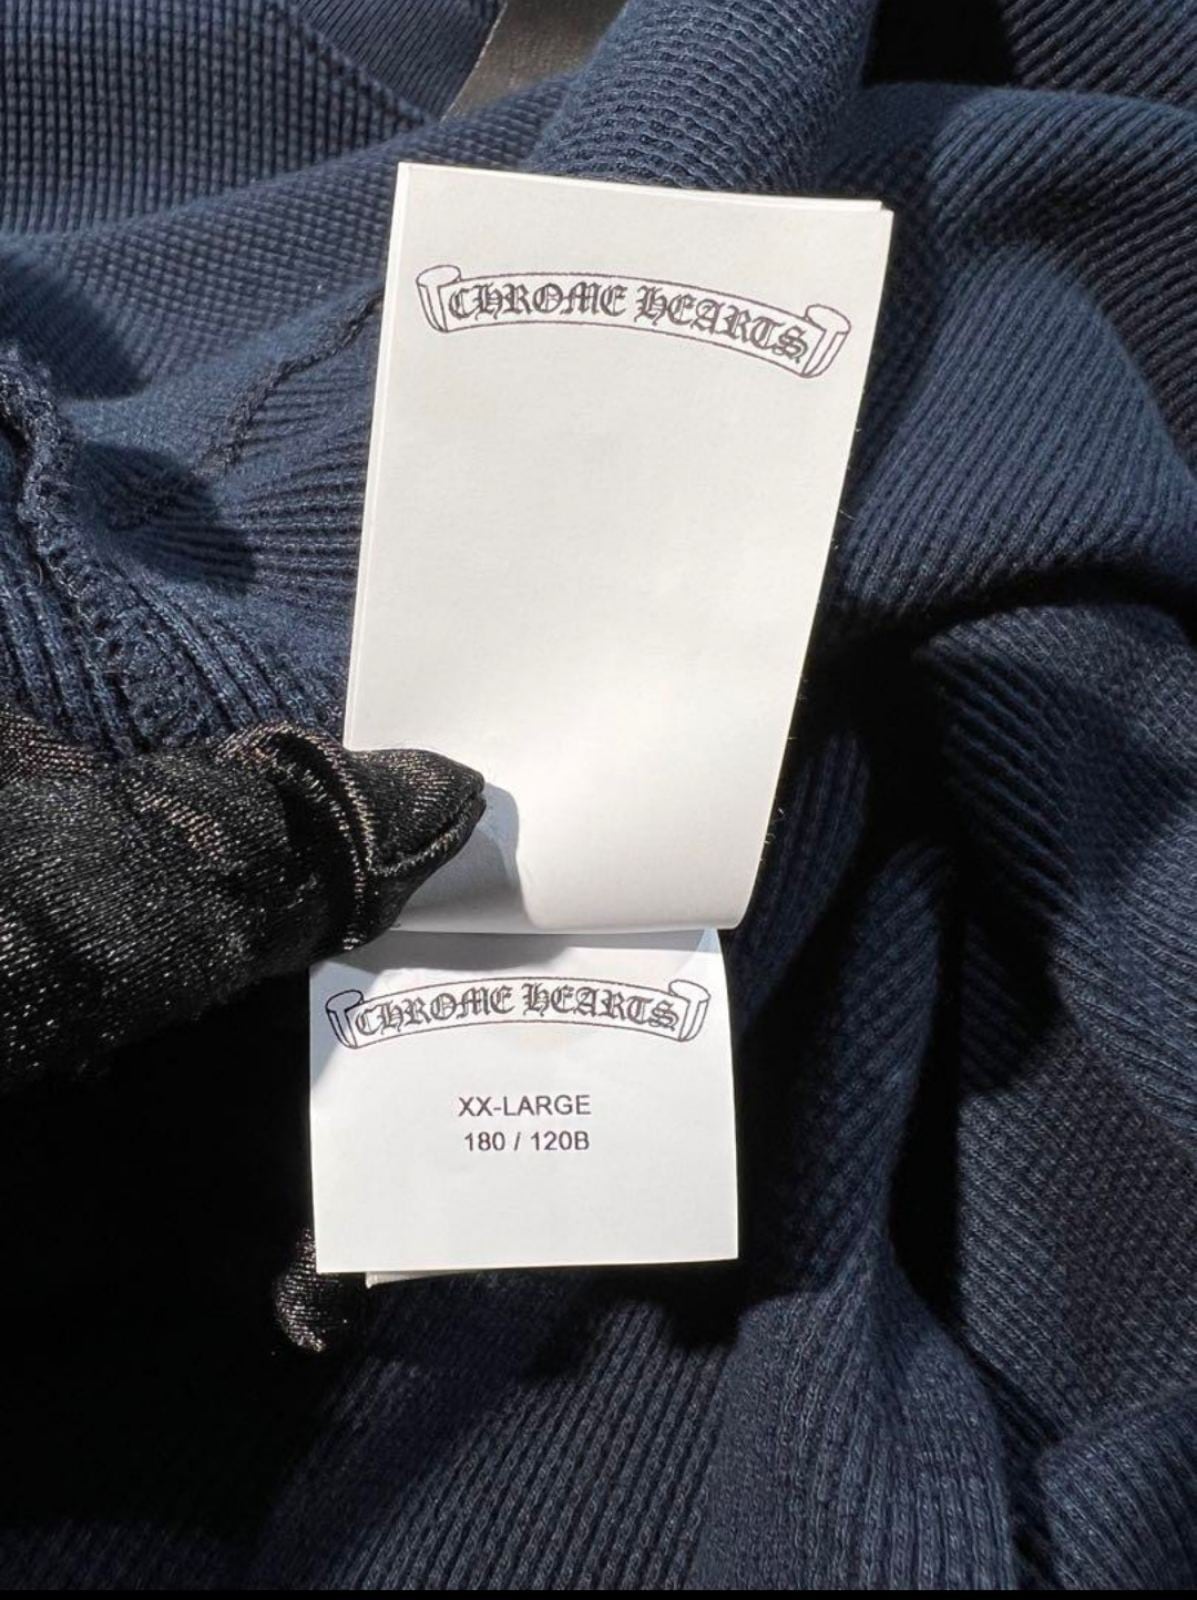 CHROME HEARTS
CHROME HEARTS
XX-LARGE
180 / 120B